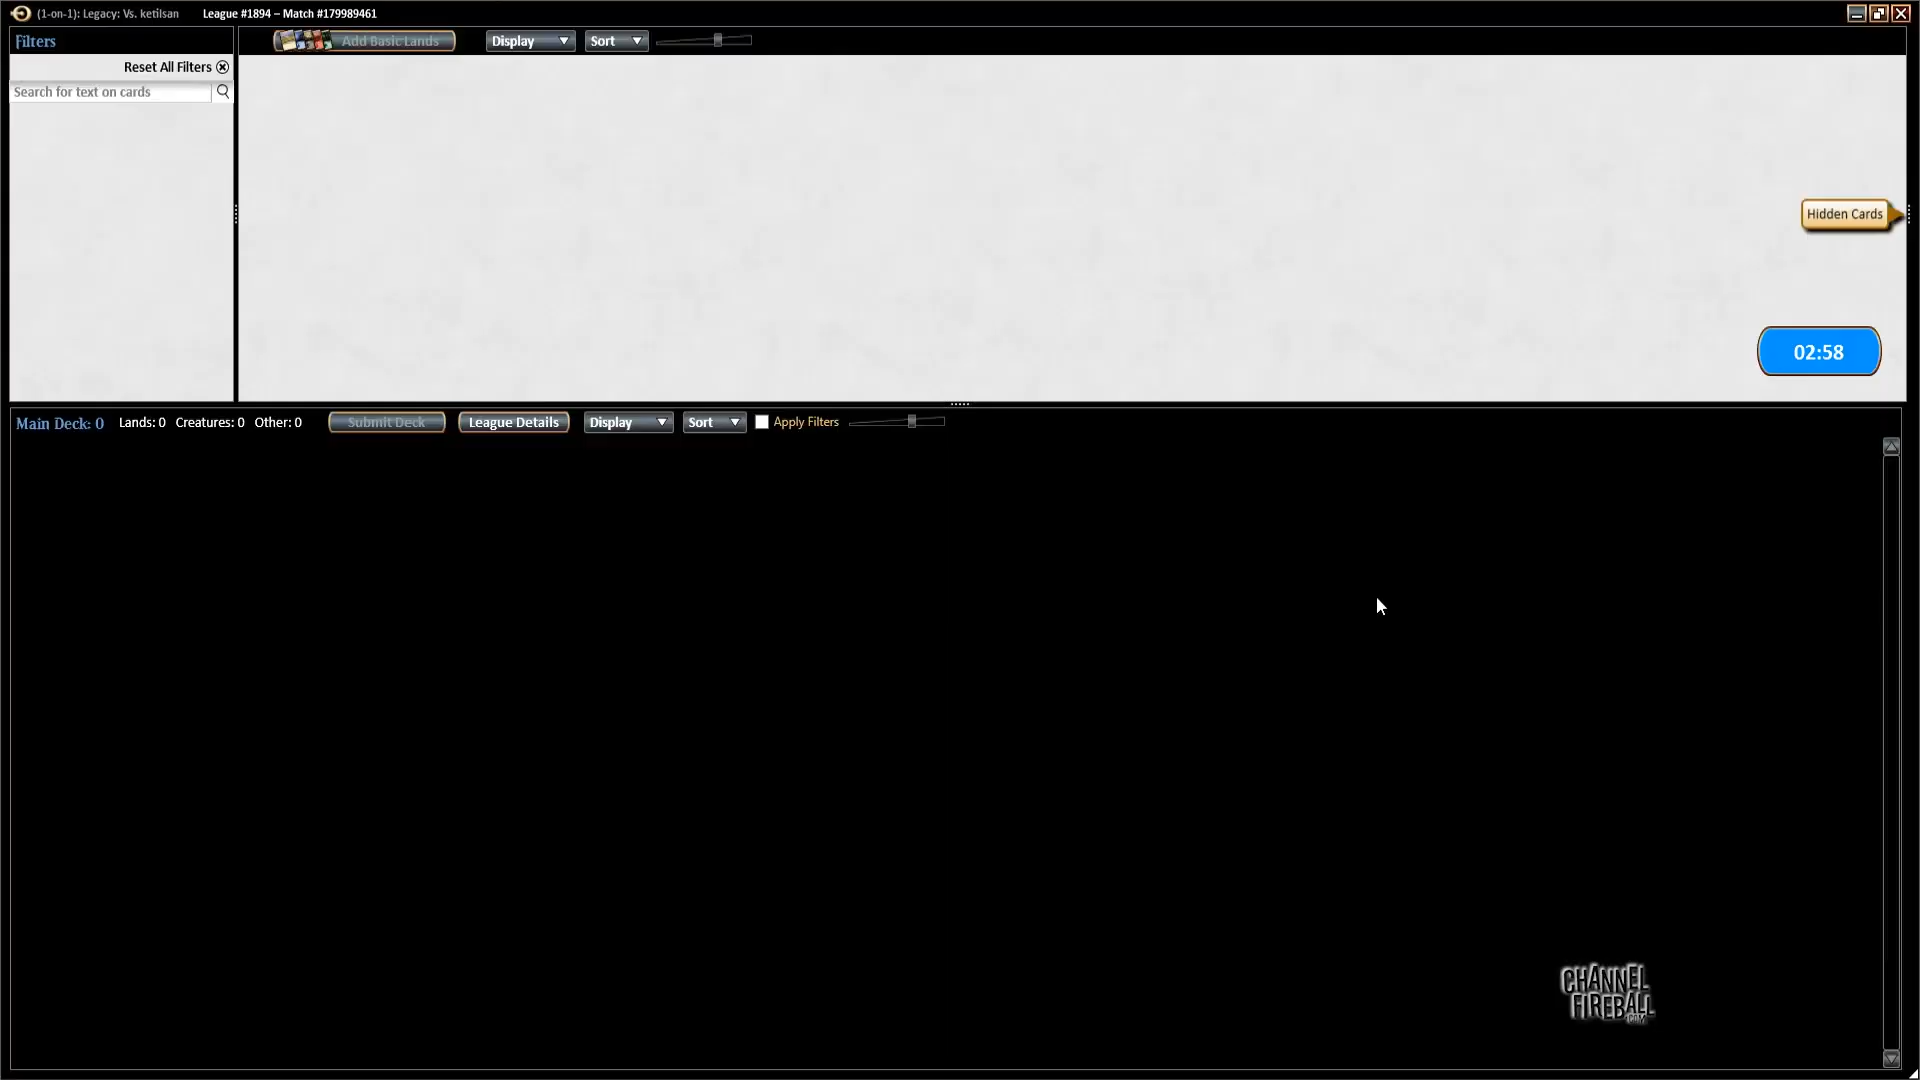 (1-on-1): Legacy: Vs. ketilsan League #1894 – Match #179989461
Filters
Add Basic Lands Display Sort
Reset All Filters
Search for text on cards
Hidden Cards
02:58
Main Deck: 0 Lands: 0 Creatures: 0 Other: 0 Submit Deck League Details Display Sort Apply Filters
CHANNEL
FIREBALL
.COM